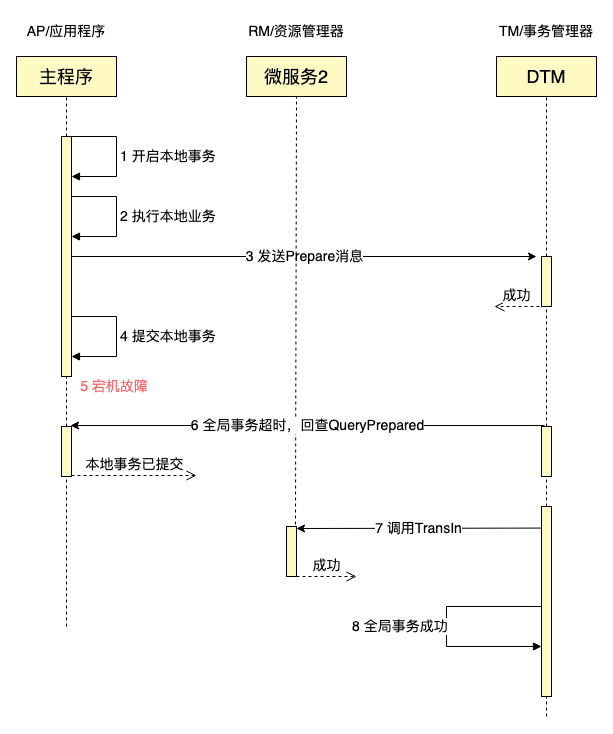 AP/应用程序
RM/资源管理器
TM/事务管理器
主程序
微服务2
DTM
1 开启本地事务
2 执行本地业务
3 发送Prepare消息
成功
4 提交本地事务
5 宕机故障
6 全局事务超时，回查QueryPrepared
本地事务已提交
7 调用TransIn
成功
8 全局事务成功